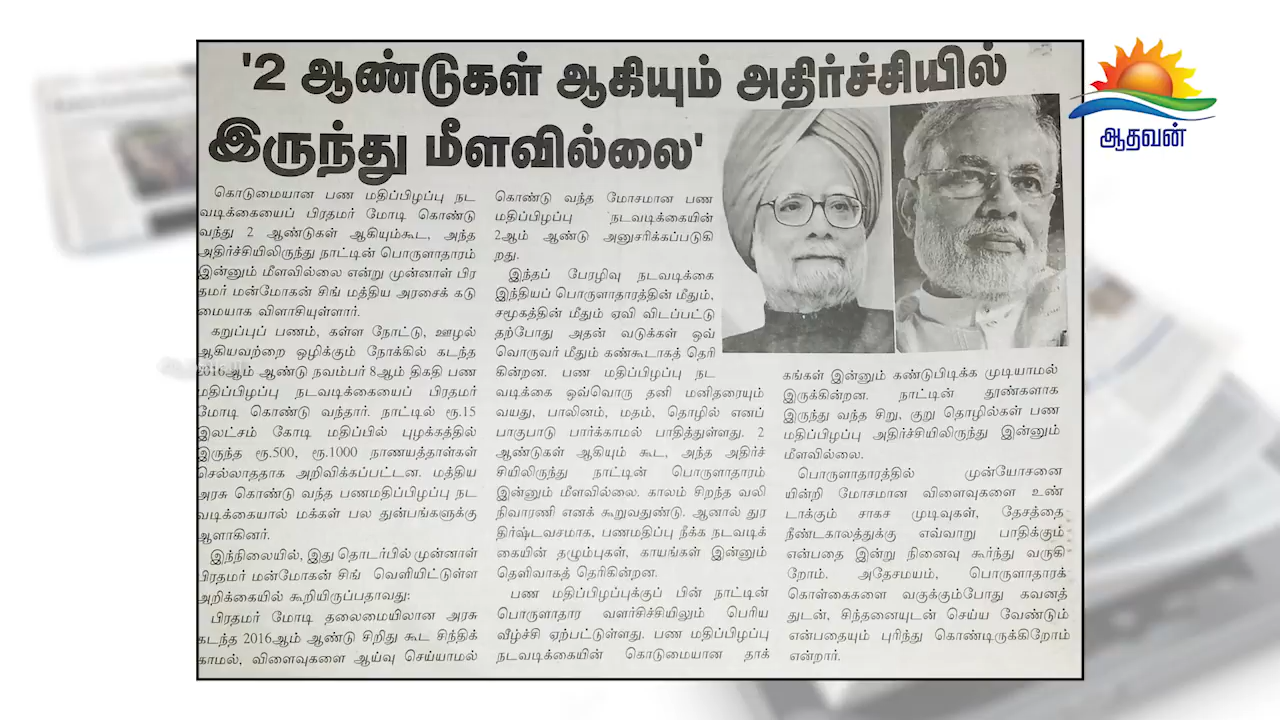 '2 ஆண்டுகள் ஆகியும் அதிர்ச்சியில்
இருந்து மீளவில்லை'
ஆதவன்
கொடுமையான பண மதிப்பிழப்பு நட
வடிக்கையைப் பிரதமர் மோடி கொண்டு
வந்து 2 ஆண்டுகள் ஆகியும்கூட, அந்த
அதிர்ச்சியிலிருந்து நாட்டின் பொருளாதாரம்
இன்னும் மீளவில்லை என்று முன்னாள் பிர
தமர் மன்மோகன் சிங் மத்திய அரசைக் கடு
மையாக விளாசியுள்ளார்.
கறுப்புப் பணம், கள்ள நோட்டு, ஊழல்
ஆகியவற்றை ஒழிக்கும் நோக்கில் கடந்த
2016ஆம் ஆண்டு நவம்பர் 8ஆம் திகதி பண
மதிப்பிழப்பு நடவடிக்கையைப் பிரதமர்
மோடி கொண்டு வந்தார். நாட்டில் ரூ.15
இலட்சம் கோடி மதிப்பில் புழக்கத்தில்
இருந்த ரூ.500, ரூ.1000 நாணயத்தாள்கள்
செல்லாததாக அறிவிக்கப்பட்டன. மத்திய
அரசு கொண்டு வந்த பணமதிப்பிழப்பு நட
வடிக்கையால் மக்கள் பல துன்பங்களுக்கு
ஆளாகினர்.
இந்நிலையில், இது தொடர்பில் முன்னாள்
பிரதமர் மன்மோகன் சிங் வெளியிட்டுள்ள
அறிக்கையில் கூறியிருப்பதாவது:
பிரதமர் மோடி தலைமையிலான அரசு
கடந்த 2016ஆம் ஆண்டு சிறிது கூட சிந்திக்
காமல், விளைவுகளை ஆய்வு செய்யாமல்
கொண்டு வந்த மோசமான பண
மதிப்பிழப்பு நடவடிக்கையின்
2ஆம் ஆண்டு அனுசரிக்கப்படுகி
றது.
இந்தப் பேரழிவு நடவடிக்கை
இந்தியப் பொருளாதாரத்தின் மீதும்,
சமூகத்தின் மீதும் ஏவி விடப்பட்டு
தற்போது அதன் வடுக்கள் ஒவ்
வொருவர் மீதும் கண்கூடாகத் தெரி
கின்றன. பண மதிப்பிழப்பு நட
வடிக்கை ஒவ்வொரு தனி மனிதரையும்
வயது, பாலினம், மதம், தொழில் எனப்
பாகுபாடு பார்க்காமல் பாதித்துள்ளது. 2
ஆண்டுகள் ஆகியும் கூட, அந்த அதிர்ச்
சியிலிருந்து நாட்டின் பொருளாதாரம்
இன்னும் மீளவில்லை. காலம் சிறந்த வலி
நிவாரணி எனக் கூறுவதுண்டு. ஆனால் துர
திர்ஷ்டவசமாக, பணமதிப்பு நீக்க நடவடிக்
கையின் தழும்புகள், காயங்கள் இன்னும்
தெளிவாகத் தெரிகின்றன.
பண மதிப்பிழப்புக்குப் பின் நாட்டின்
பொருளாதார வளர்சிச்சியிலும் பெரிய
வீழ்ச்சி ஏற்பட்டுள்ளது. பண மதிப்பிழப்பு
நடவடிக்கையின் கொடுமையான தாக்
கங்கள் இன்னும் கண்டுபிடிக்க முடியாமல்
இருக்கின்றன. நாட்டின் தூண்களாக
இருந்து வந்த சிறு, குறு தொழில்கள் பண
மதிப்பிழப்பு அதிர்ச்சியிலிருந்து இன்னும்
மீளவில்லை.
பொருளாதாரத்தில் முன்யோசனை
யின்றி மோசமான விளைவுகளை உண்
டாக்கும் சாகச முடிவுகள், தேசத்தை
நீண்டகாலத்துக்கு எவ்வாறு பாதிக்கும்
என்பதை இன்று நினைவு கூர்ந்து வருகி
றோம். அதேசமயம், பொருளாதாரக்
கொள்கைகளை வகுக்கும்போது கவனத்
துடன், சிந்தனையுடன் செய்ய வேண்டும்
என்பதையும் புரிந்து கொண்டிருக்கிறோம்
என்றார்.